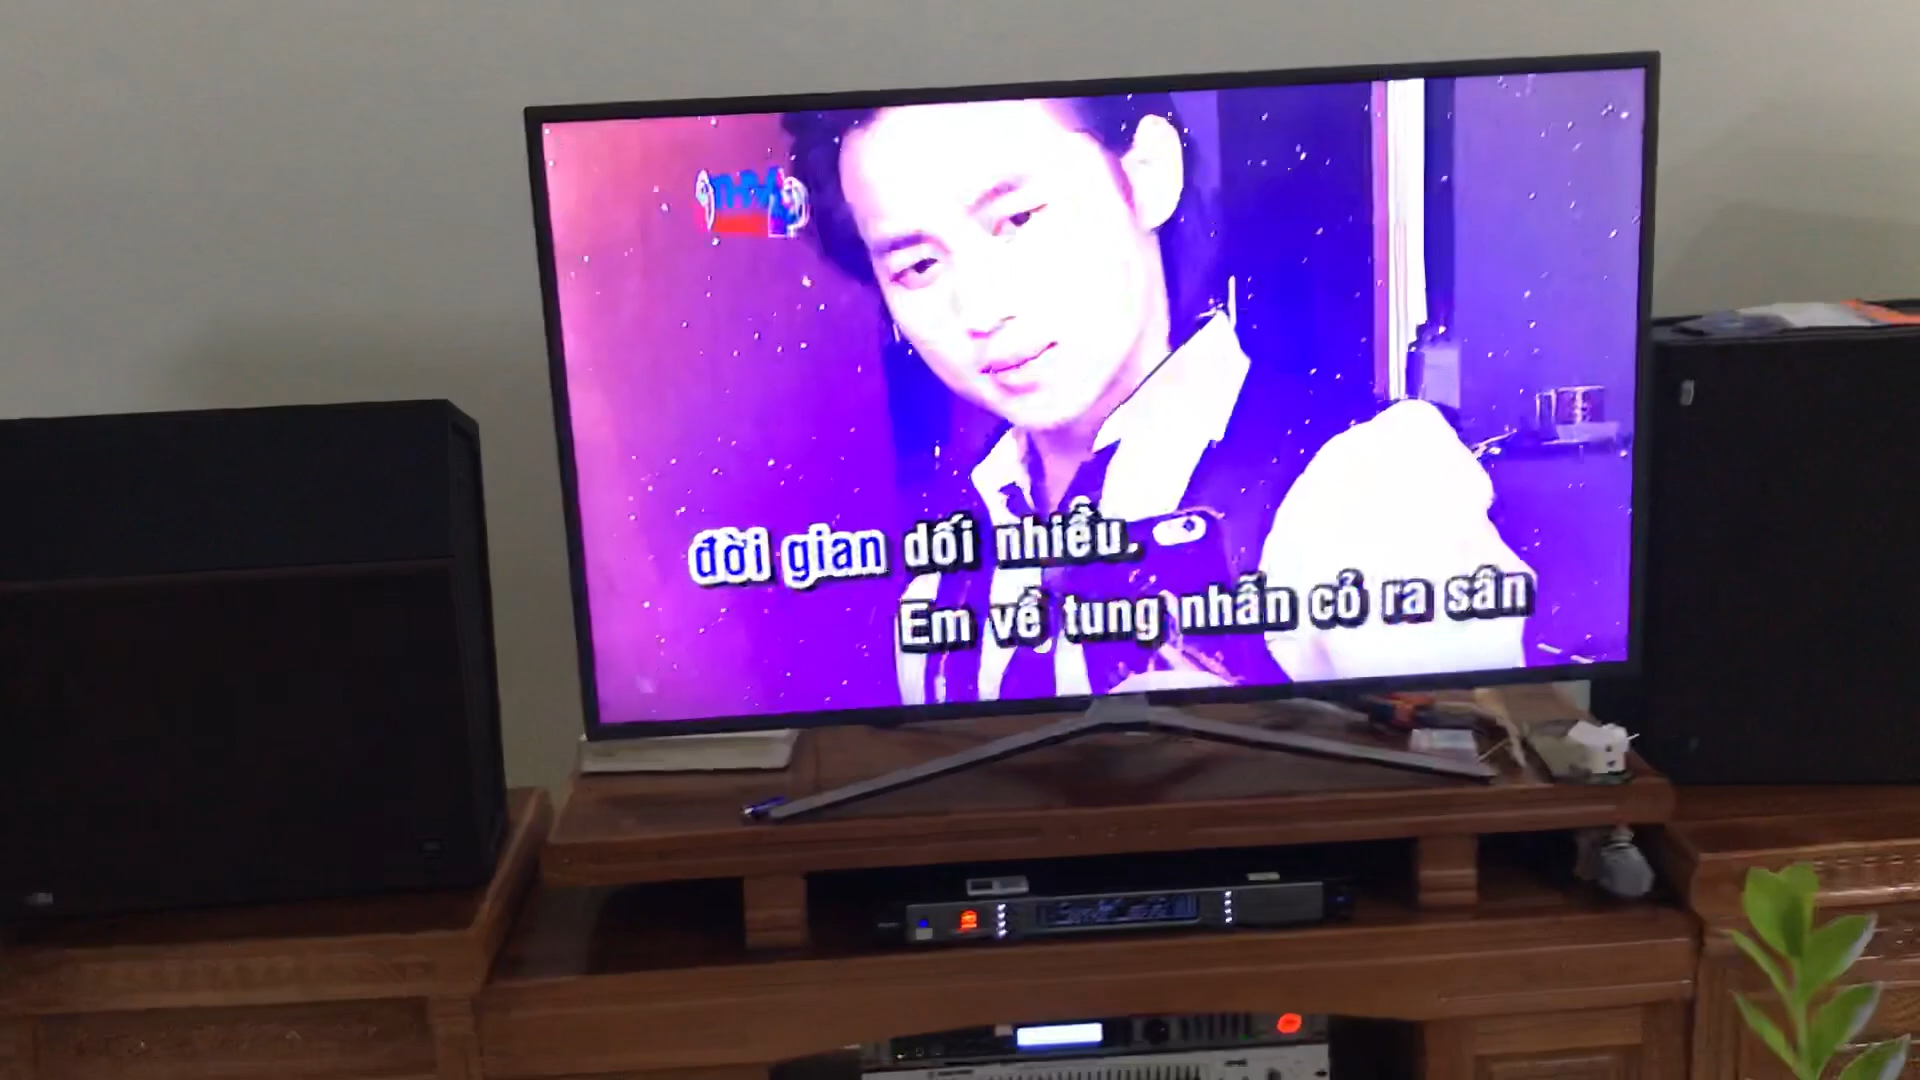 đời gian dối nhiều.
Em về tung nhẫn cỏ ra sân